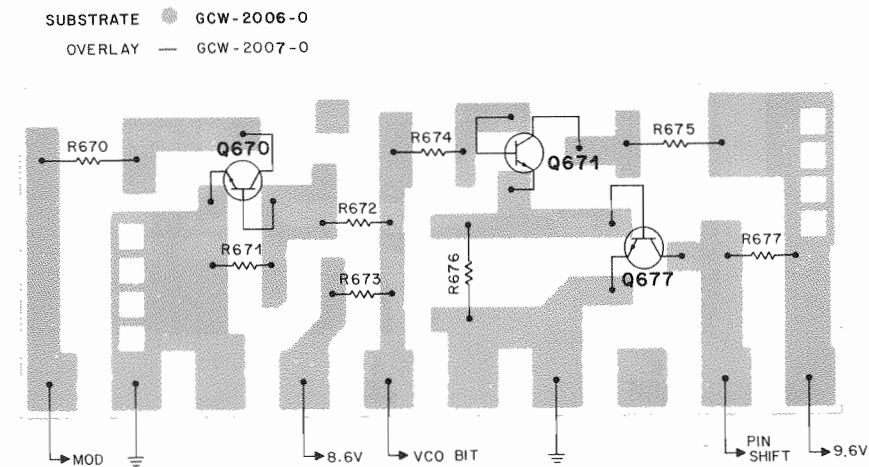 SUBSTRATE GCW-2006-0
OVERLAY — GCW-2007-0
R670
Q670
R674
Q671
R675
R672
R671
R673
R676
Q677
R677
MOD
8.6V
VCO BIT
PIN
SHIFT
9.6V